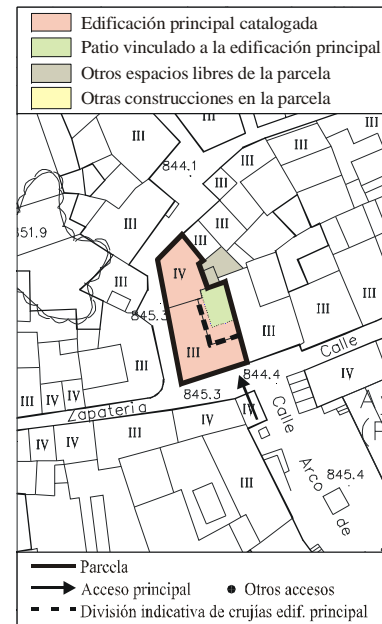 Edificación principal catalogada
Patio vinculado a la edificación principal
Otros espacios libres de la parcela
Otras construcciones en la parcela
III
III
III
III
844.1
III
III
III
III
III
851.9
IV
III
845.3
III
III
III
III
III
Calle
844.4
845.3
IV
Zapatería
III
III
IV
IV
IV
IV
IV
III
III
Calle
Arco de
845.4
Parcela
Acceso principal
Otros accesos
División indicativa de crujías edif. principal